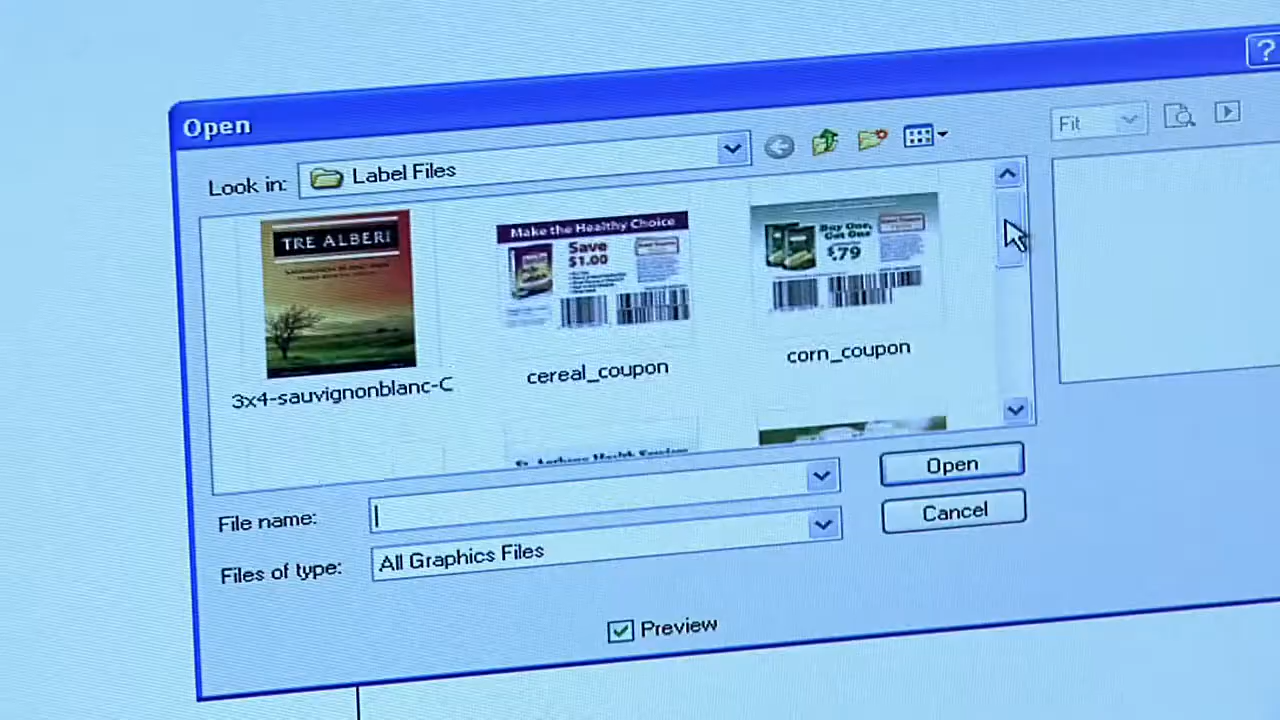 ?
Open
Look in:
Label Files
Fit
TRE ALBERI
Make the Healthy Choice
Save
$1.00
Buy One,
Get One
$.79
3x4-sauvignonblanc-C
cereal_coupon
corn_coupon
File name:
Open
Files of type:
All Graphics Files
Cancel
Preview